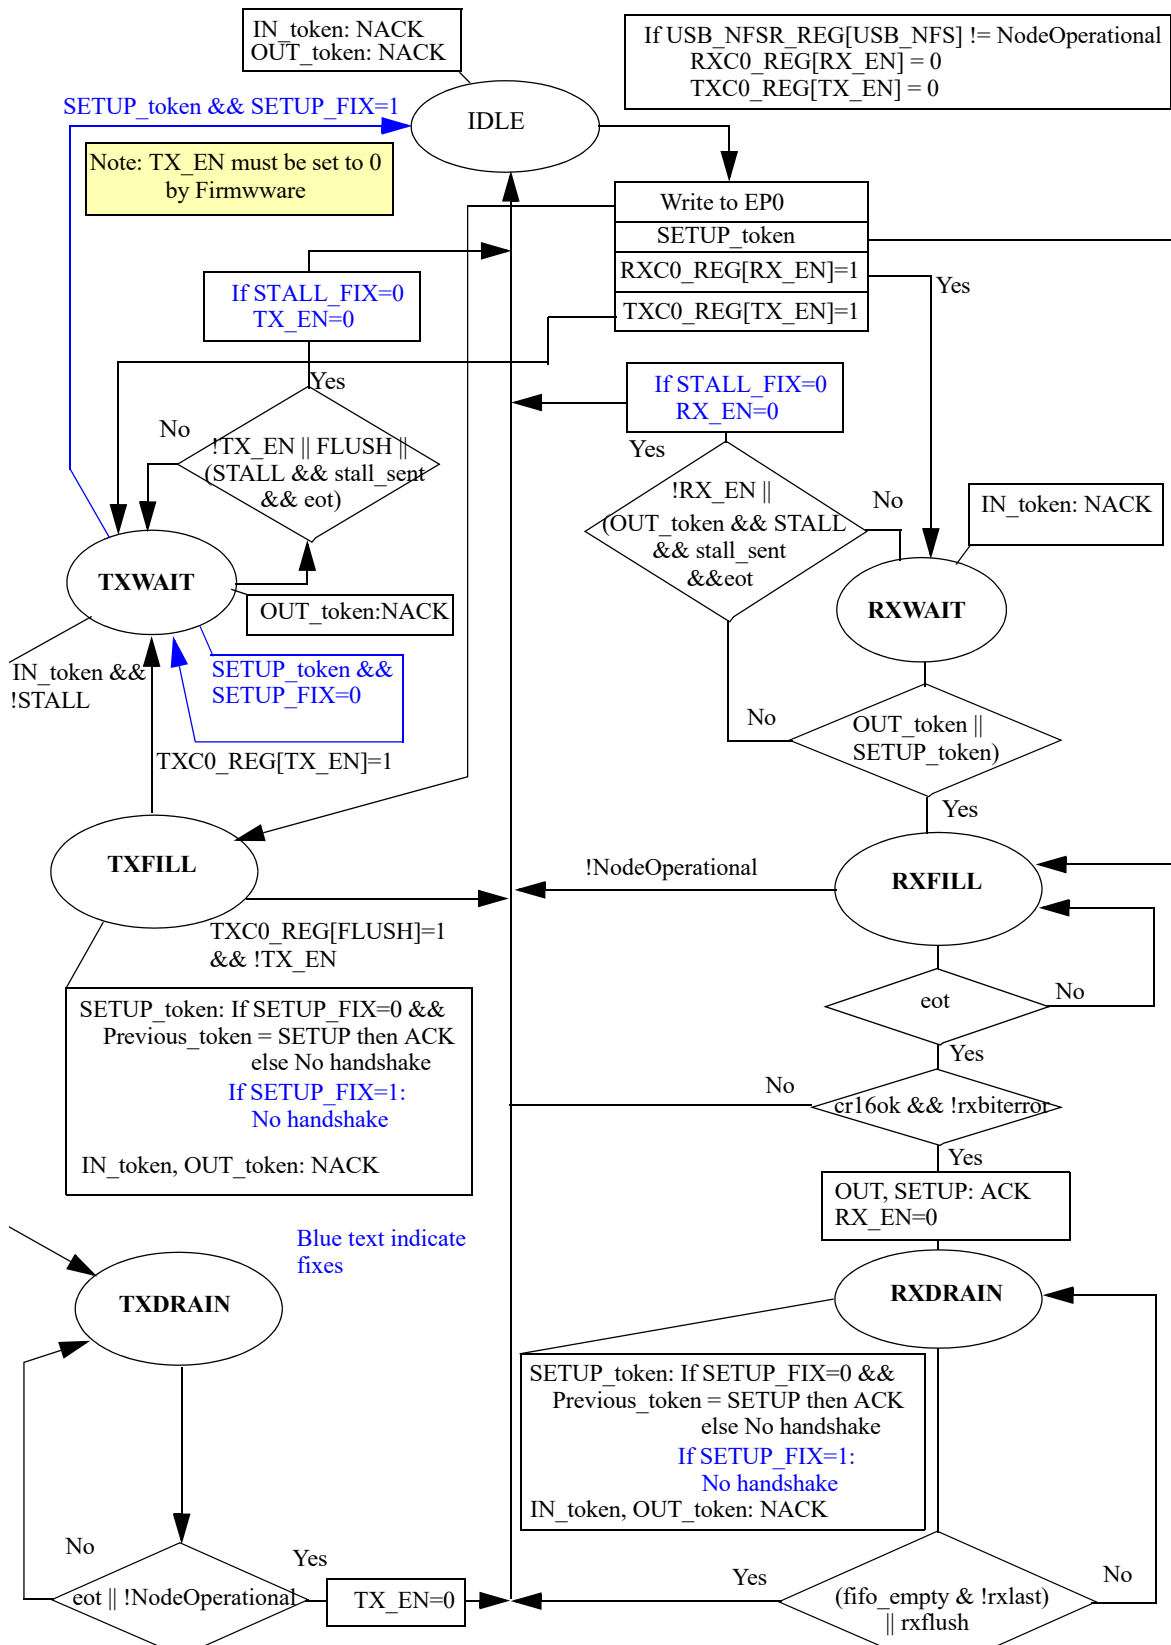 IN_token: NACK
OUT_token: NACK
If USB_NFSR_REG[USB_NFS] != NodeOperational
RXC0_REG[RX_EN] = 0
TXC0_REG[TX_EN] = 0
SETUP_token && SETUP_FIX=1
IDLE
Note: TX_EN must be set to 0
by Firmwware
Write to EP0
SETUP_token
RXC0_REG[RX_EN]=1
TXC0_REG[TX_EN]=1
Yes
If STALL_FIX=0
TX_EN=0
Yes
No
!TX_EN || FLUSH ||
(STALL && stall_sent
&& eot)
If STALL_FIX=0
RX_EN=0
Yes
!RX_EN ||
(OUT_token && STALL
&& stall_sent
&&eot
No
IN_token: NACK
TXWAIT
OUT_token:NACK
RXWAIT
IN_token &&
!STALL
SETUP_token &&
SETUP_FIX=0
No
OUT_token ||
SETUP_token)
TXC0_REG[TX_EN]=1
Yes
TXFILL
!NodeOperational
RXFILL
TXC0_REG[FLUSH]=1
&& !TX_EN
eot
No
Yes
SETUP_token: If SETUP_FIX=0 &&
Previous_token = SETUP then ACK
else No handshake
If SETUP_FIX=1:
No handshake
IN_token, OUT_token: NACK
No
cr16ok && !rxbiterror
Yes
OUT, SETUP: ACK
RX_EN=0
Blue text indicate
fixes
TXDRAIN
RXDRAIN
SETUP_token: If SETUP_FIX=0 &&
Previous_token = SETUP then ACK
else No handshake
If SETUP_FIX=1:
No handshake
IN_token, OUT_token: NACK
No
eot || !NodeOperational
Yes
TX_EN=0
Yes
(fifo_empty & !rxlast)
|| rxflush
No